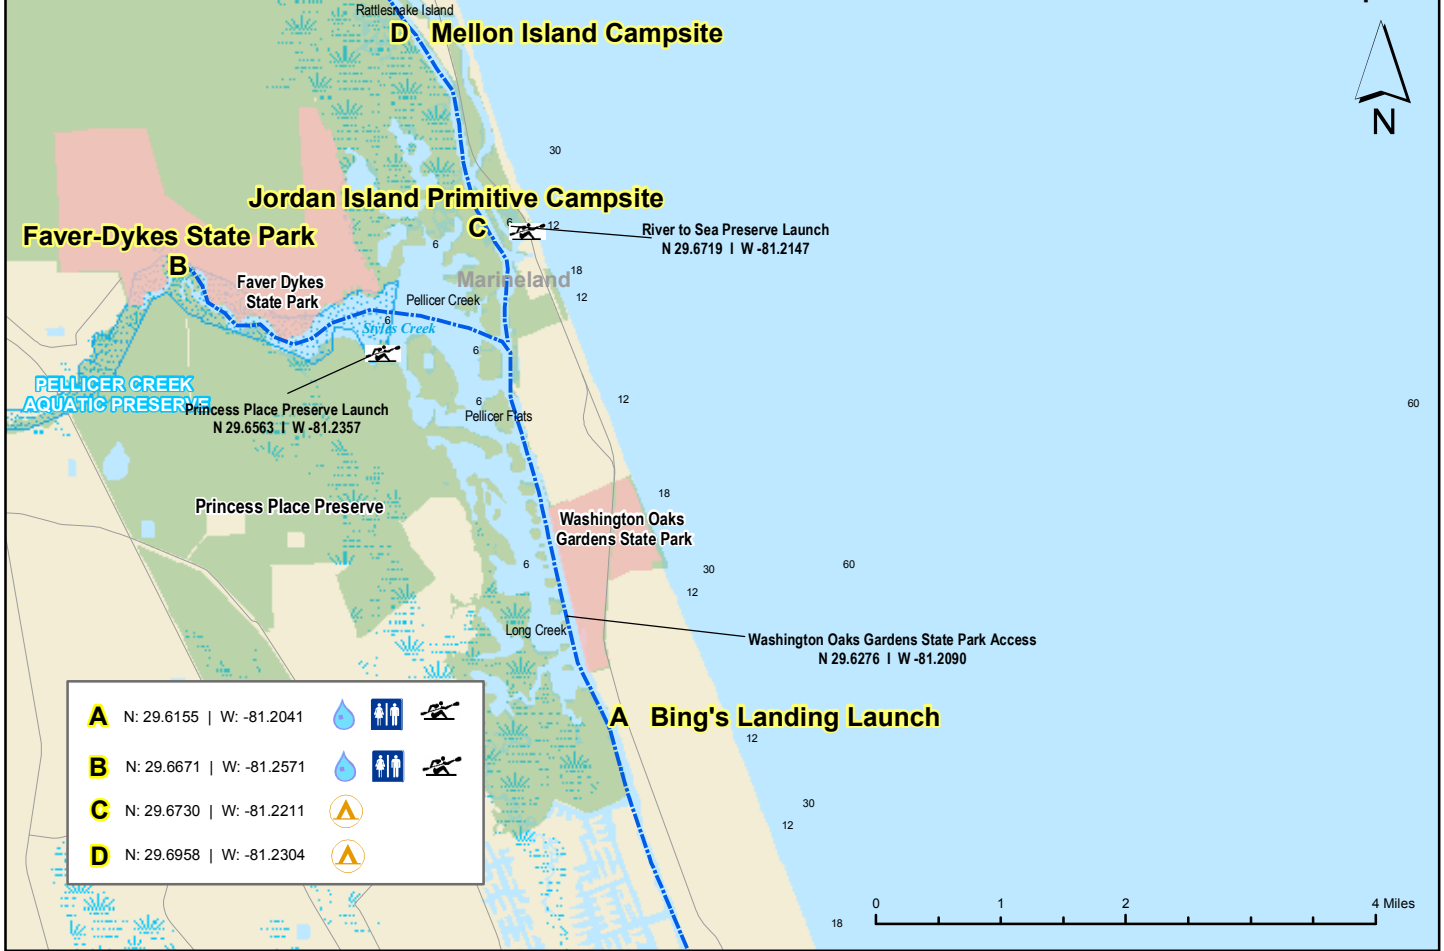 Rattlesnake Island
D Mellon Island Campsite
N
30
Jordan Island Primitive Campsite
C
6
12
River to Sea Preserve Launch
N 29.6719 I W -81.2147
Faver-Dykes State Park
B
6
Faver Dykes
State Park
Marineland
18
12
Pellicer Creek
6
Styles Creek
6
PELLICER CREEK
AQUATIC PRESERVE
Princess Place Preserve Launch
N 29.6563 I W -81.2357
6
Pellicer Flats
12
60
18
Princess Place Preserve
Washington Oaks
Gardens State Park
6
30
60
12
Long Creek
Washington Oaks Gardens State Park Access
N 29.6276 I W -81.2090
A Bing's Landing Launch
12
A N: 29.6155 | W: -81.2041
B N: 29.6671 | W: -81.2571
C N: 29.6730 | W: -81.2211
D N: 29.6958 | W: -81.2304
30
12
18
0 1 2 4 Miles